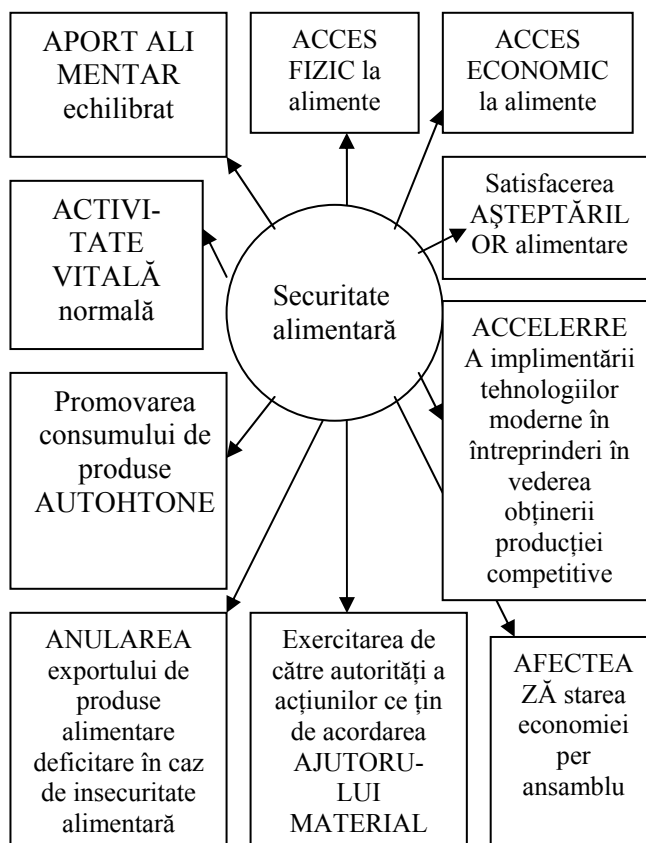 APORT ALI
MENTAR
echilibrat
ACCES
FIZIC la
alimente
ACCES
ECONOMIC
la alimente
ACTIVI-
TATE
VITALĂ
normală
Satisfacerea
AŞTEPTĂRIL
OR alimentare
Securitate
alimentară
ACCELERRE
A implimentării
tehnologiilor
moderne în
întreprinderi în
vederea
obținerii
producției
competitive
Promovarea
consumului de
produse
AUTOHTONE
ANULAREA
exportului de
produse
alimentare
deficitare în caz
de insecuritate
alimentară
Exercitarea de
către autorități a
acțiunilor ce țin
de acordarea
AJUTORU-
LUI
MATERIAL
AFECTEA
ZĂ starea
economiei
per
ansamblu